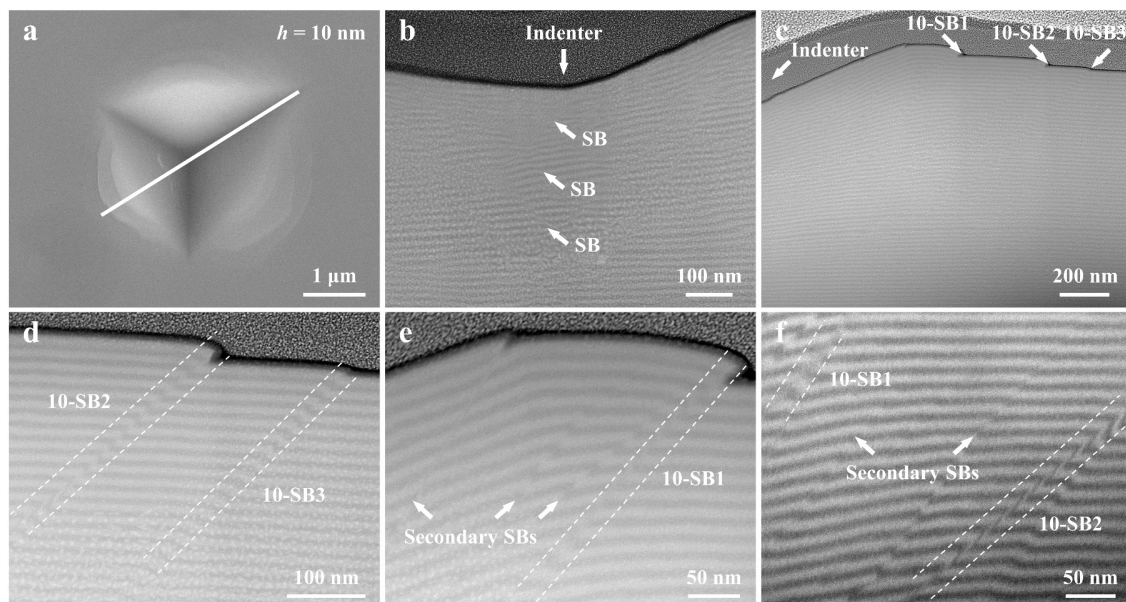 a
h = 10 nm
1 μm
b
Indenter
SB
SB
SB
100 nm
c
10-SB1
10-SB2
10-SB3
Indenter
200 nm
d
10-SB2
10-SB3
100 nm
e
10-SB1
Secondary SBs
50 nm
f
10-SB1
Secondary SBs
10-SB2
50 nm